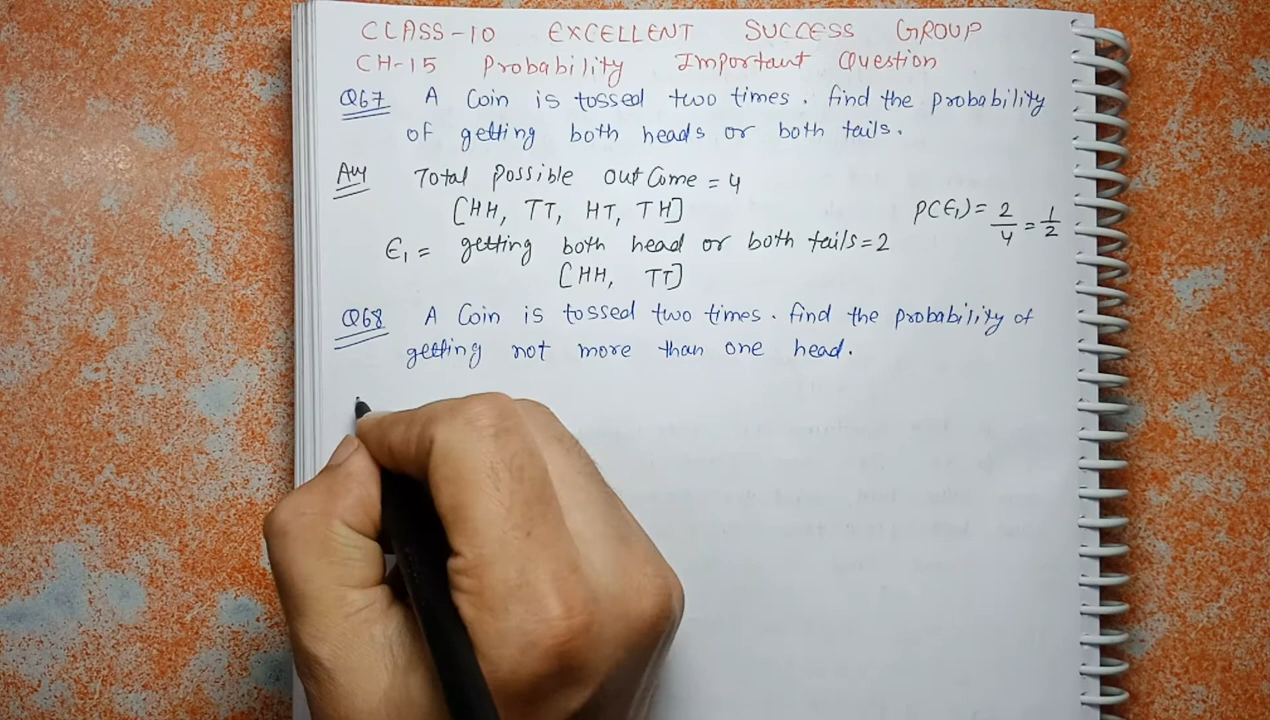 CLASS-10 EXCELLENT SUCCESS GROUP
CH-15 Probability Important Question
Q67 A Coin is tossed two times. find the probability
of getting both heads or both tails.
Total possible outcome = 4
[HH, TT, HT, TH]
P(E₁) = 2/4 = 1/2
E₁ = getting both head or both tails = 2
[HH, TT]
Q68 A Coin is tossed two times. find the probability of
getting not more than one head.